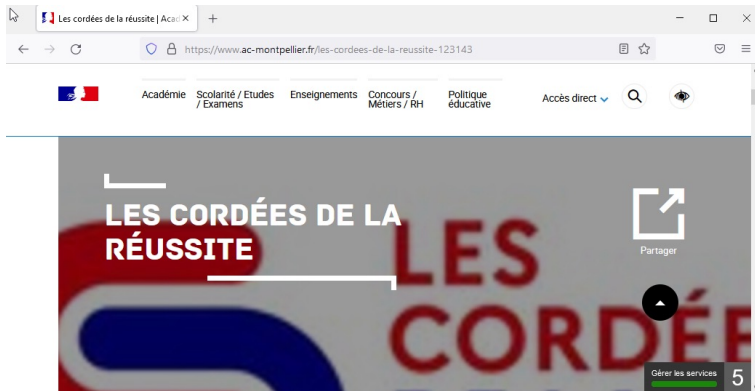 Les cordées de la réussite | Acad
https://www.ac-montpellier.fr/les-cordees-de-la-reussite-123143
Académie
Scolarité / Etudes
/ Examens
Enseignements
Concours /
Métiers / RH
Politique
éducative
Accès direct
LES CORDÉES DE LA
RÉUSSITE
Partager
LES
CORDÉE
Gérer les services
5